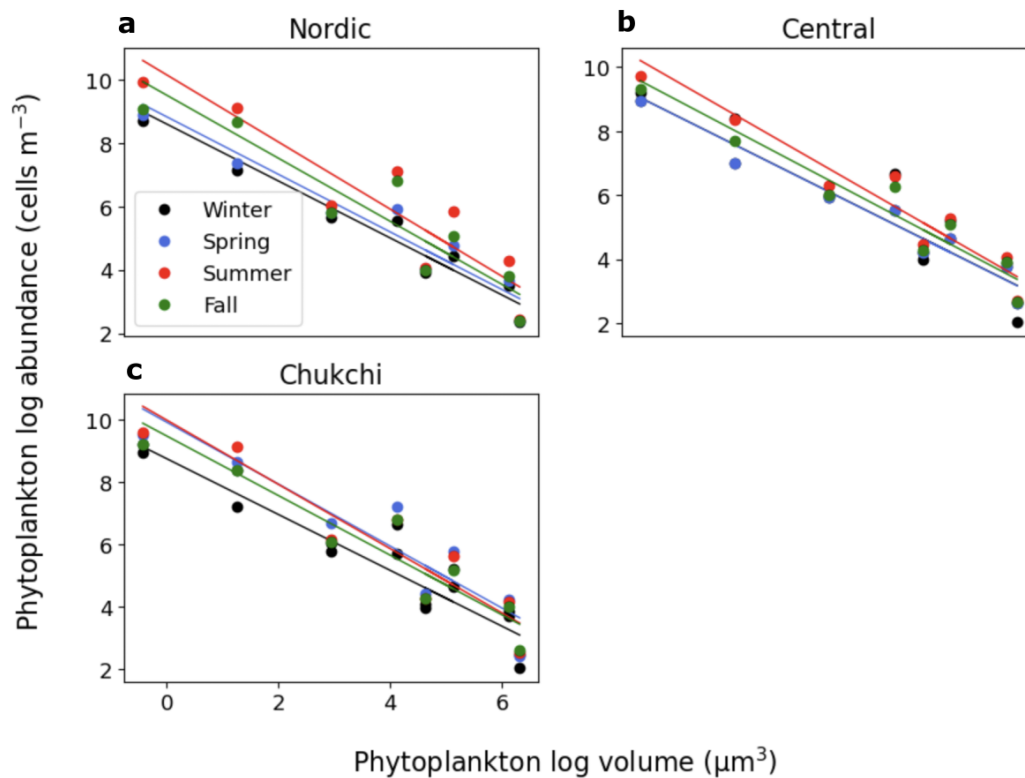 a
Nordic
b
Central
10
8
6
4
2
Winter
Spring
Summer
Fall
10
8
6
4
2
c
Chukchi
10
8
6
4
2
0
2
4
6
Phytoplankton log abundance (cells m⁻³)
Phytoplankton log volume (μm³)